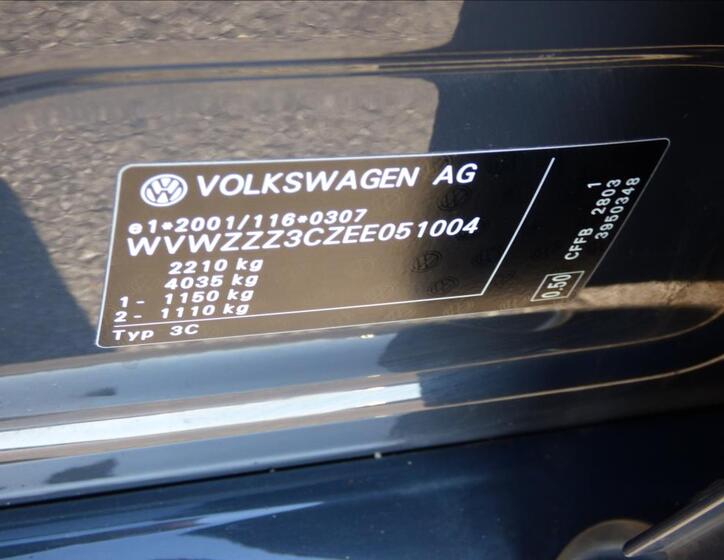 VOLKSWAGEN AG
e1*2001/116*0307
WVWZZZ3CZEE051004
2210 kg
4035 kg
1- 1150 kg
2- 1110 kg
Typ 3C
1
CFFB 2803
3950348
0.50